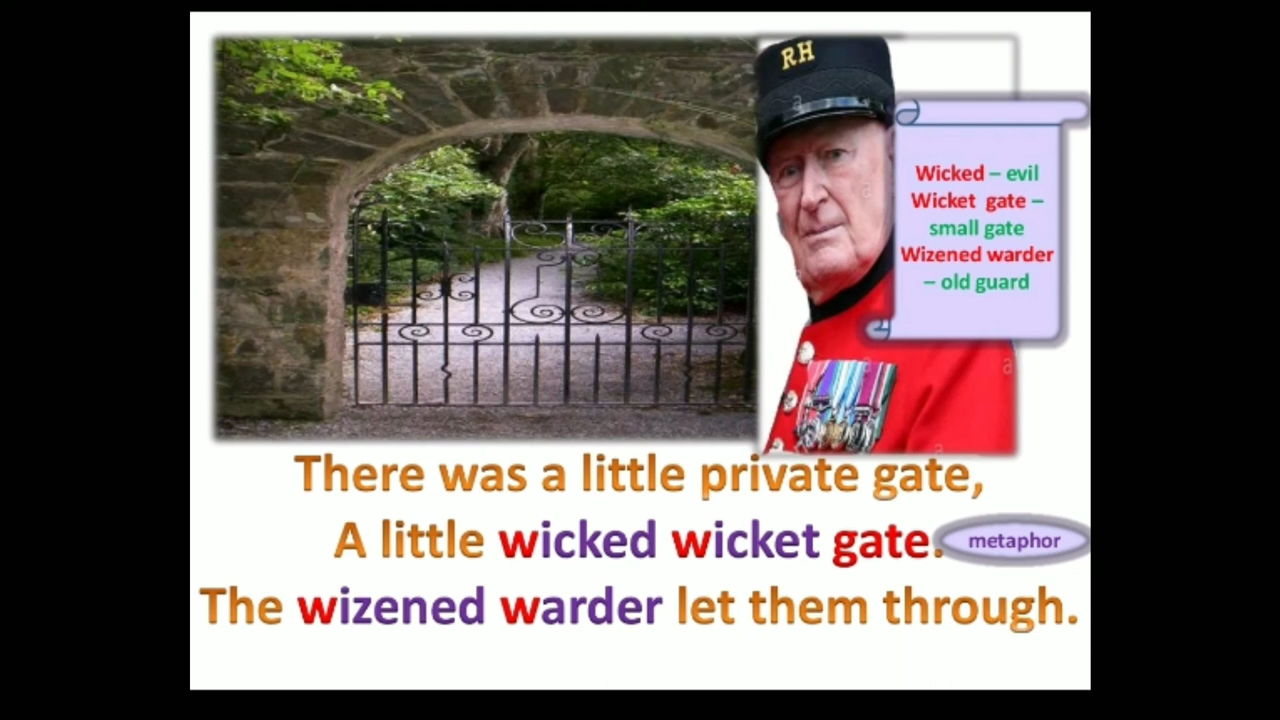 RH
Wicked – evil
Wicket gate –
small gate
Wizened warder
– old guard
There was a little private gate,
A little wicked wicket gate.
metaphor
The wizened warder let them through.